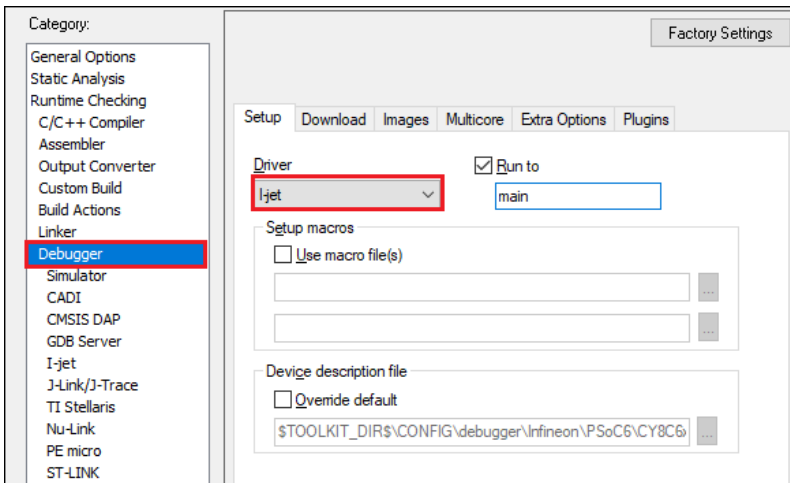 Category:
Factory Settings
General Options
Static Analysis
Runtime Checking
C/C++ Compiler
Assembler
Output Converter
Custom Build
Build Actions
Linker
Debugger
Simulator
CADI
CMSIS DAP
GDB Server
I-jet
J-Link/J-Trace
TI Stellaris
Nu-Link
PE micro
ST-LINK
Setup Download Images Multicore Extra Options Plugins
Driver
Run to
I-jet
main
Setup macros
Use macro file(s)
...
...
Device description file
Override default
$TOOLKIT_DIR$\CONFIG\debugger\Infineon\PSoC6\CY8C6
...